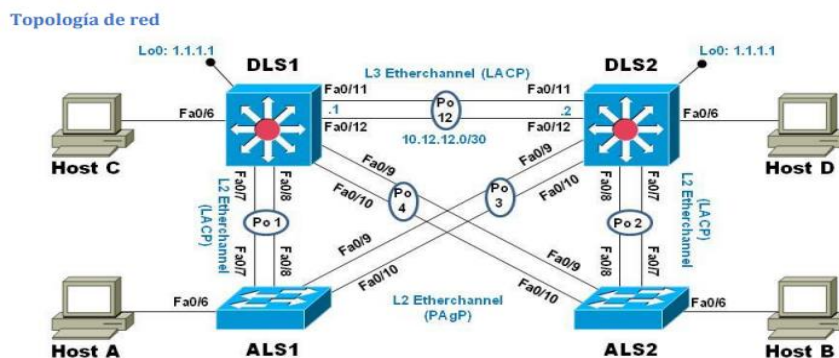 Topología de red
Lo0: 1.1.1.1
DLS1
L3 Etherchannel (LACP)
DLS2
Lo0: 1.1.1.1
Fa0/6
Fa0/11
Fa0/11
Fa0/6
.1
Po
12
.2
Fa0/12
10.12.12.0/30
Fa0/12
Host C
Host D
Fa0/9
Fa0/9
Fa0/10
Fa0/10
Fa0/7
Fa0/8
L2 Etherchannel
(LACP)
Po 1
Po
4
Po
3
Fa0/8
Fa0/7
L2 Etherchannel
(LACP)
Po 2
Fa0/7
Fa0/8
Fa0/9
Fa0/10
Fa0/9
Fa0/10
Fa0/8
Fa0/7
Fa0/6
L2 Etherchannel
(PAgP)
Fa0/6
Host A
ALS1
ALS2
Host B